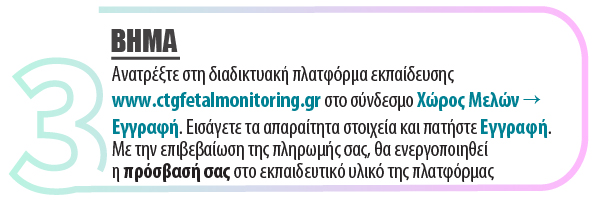 3
ΒΗΜΑ
Ανατρέξτε στη διαδικτυακή πλατφόρμα εκπαίδευσης
www.ctgfetalmonitoring.gr στο σύνδεσμο Χώρος Μελών →
Εγγραφή. Εισάγετε τα απαραίτητα στοιχεία και πατήστε Εγγραφή.
Με την επιβεβαίωση της πληρωμής σας, θα ενεργοποιηθεί
η πρόσβασή σας στο εκπαιδευτικό υλικό της πλατφόρμας